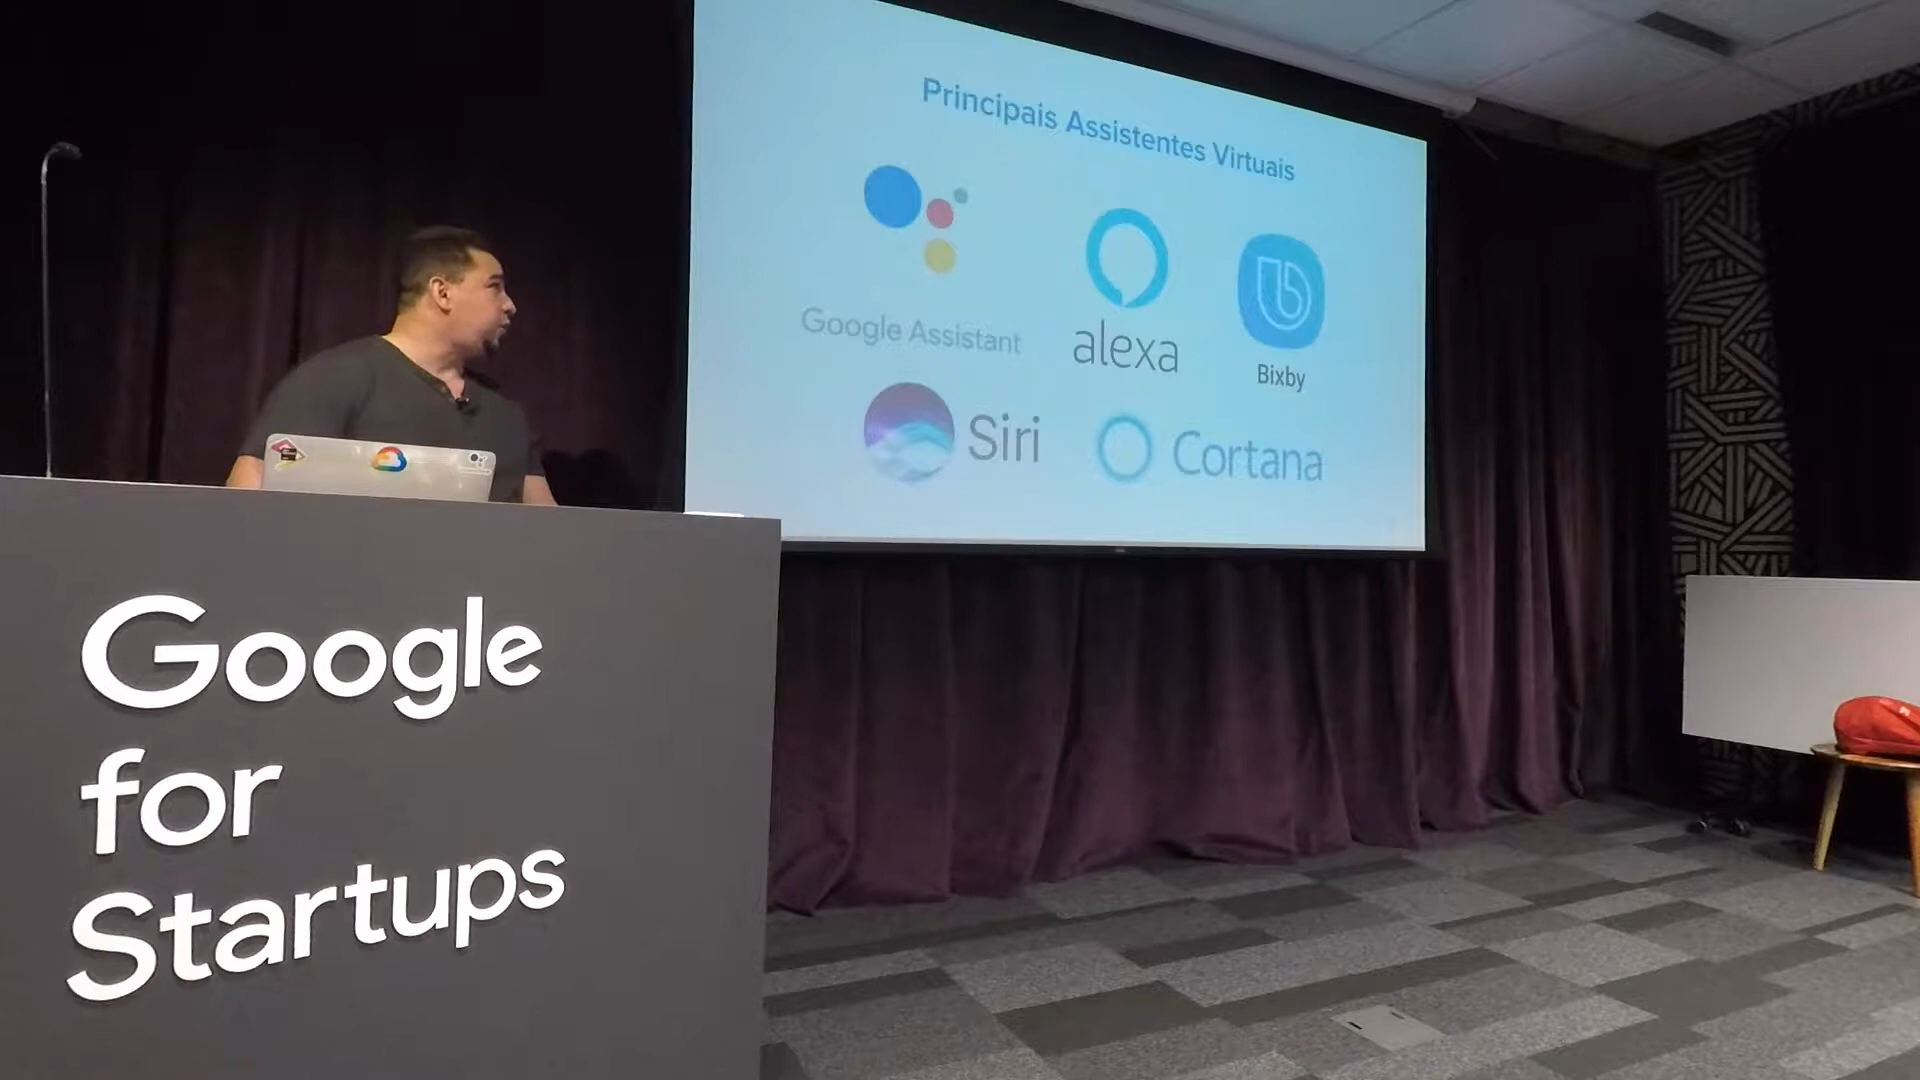 Principais Assistentes Virtuais
Google Assistant
alexa
Bixby
Siri
Cortana
Google
for
Startups